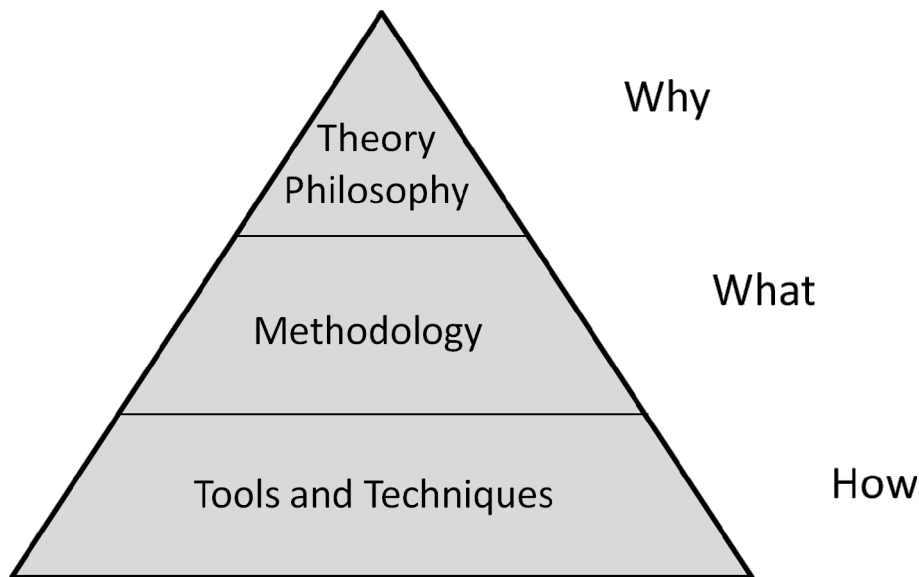 Why
Theory
Philosophy
What
Methodology
How
Tools and Techniques